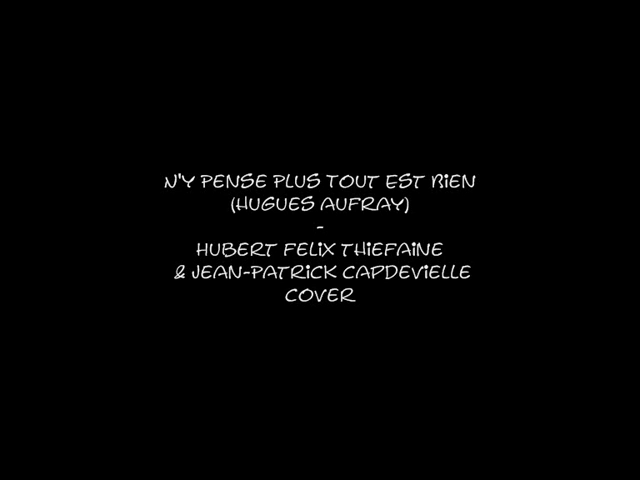 N'Y PENSE PLUS TOUT EST BIEN
(HUGUES AUFRAY)
-
HUBERT FELIX THIEFAINE
& JEAN-PATRICK CAPDEVIELLE
COVER